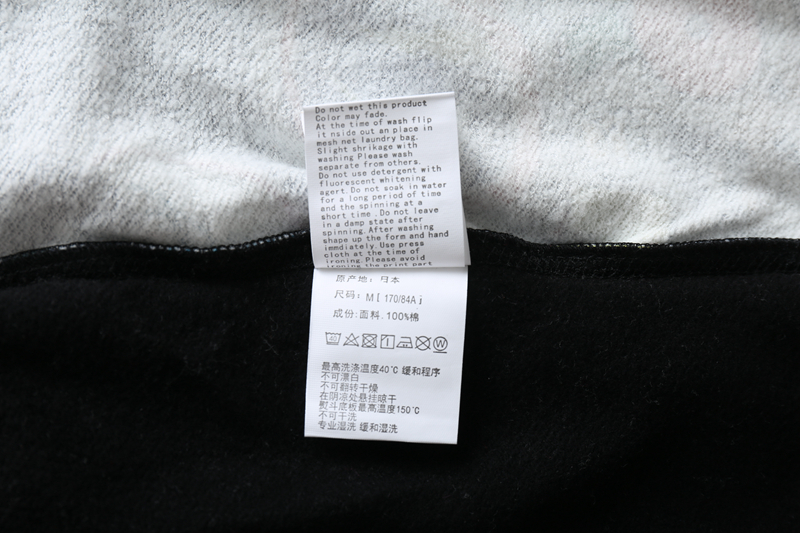 Do not wet this product
Color may fade.
At the time of wash flip
it nside out an place in
mesh net laundry bag.
Slight shrikage with
washing Please wash
separate from others.
Do not use detergent with
fluorescent whitening
agert. Do not soak in water
for a long period of time
and the spinning at a
short time . Do not leave
in a damp state after
spinning. After washing
shape up the form and hand
immediately. Use press
cloth at the time of
ironing. Please avoid
ironing the print part
原产地: 日本
尺码: M[ 170/84A ]
成份: 面料. 100%棉
40 W
最高洗涤温度40℃ 缓和程序
不可漂白
不可翻转干燥
在阴凉处悬挂晾干
熨斗底板最高温度150℃
不可干洗
专业湿洗 缓和湿洗